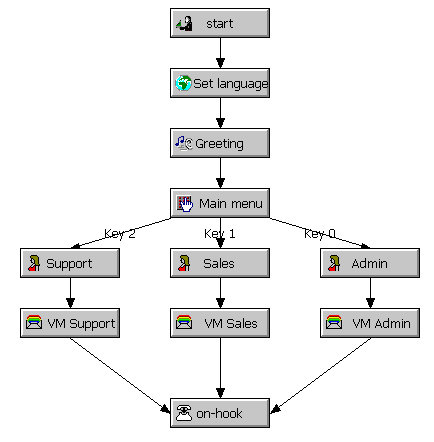 start
Set language
Greeting
Main menu
Key 2
Key 1
Key 0
Support
Sales
Admin
VM Support
VM Sales
VM Admin
on-hook